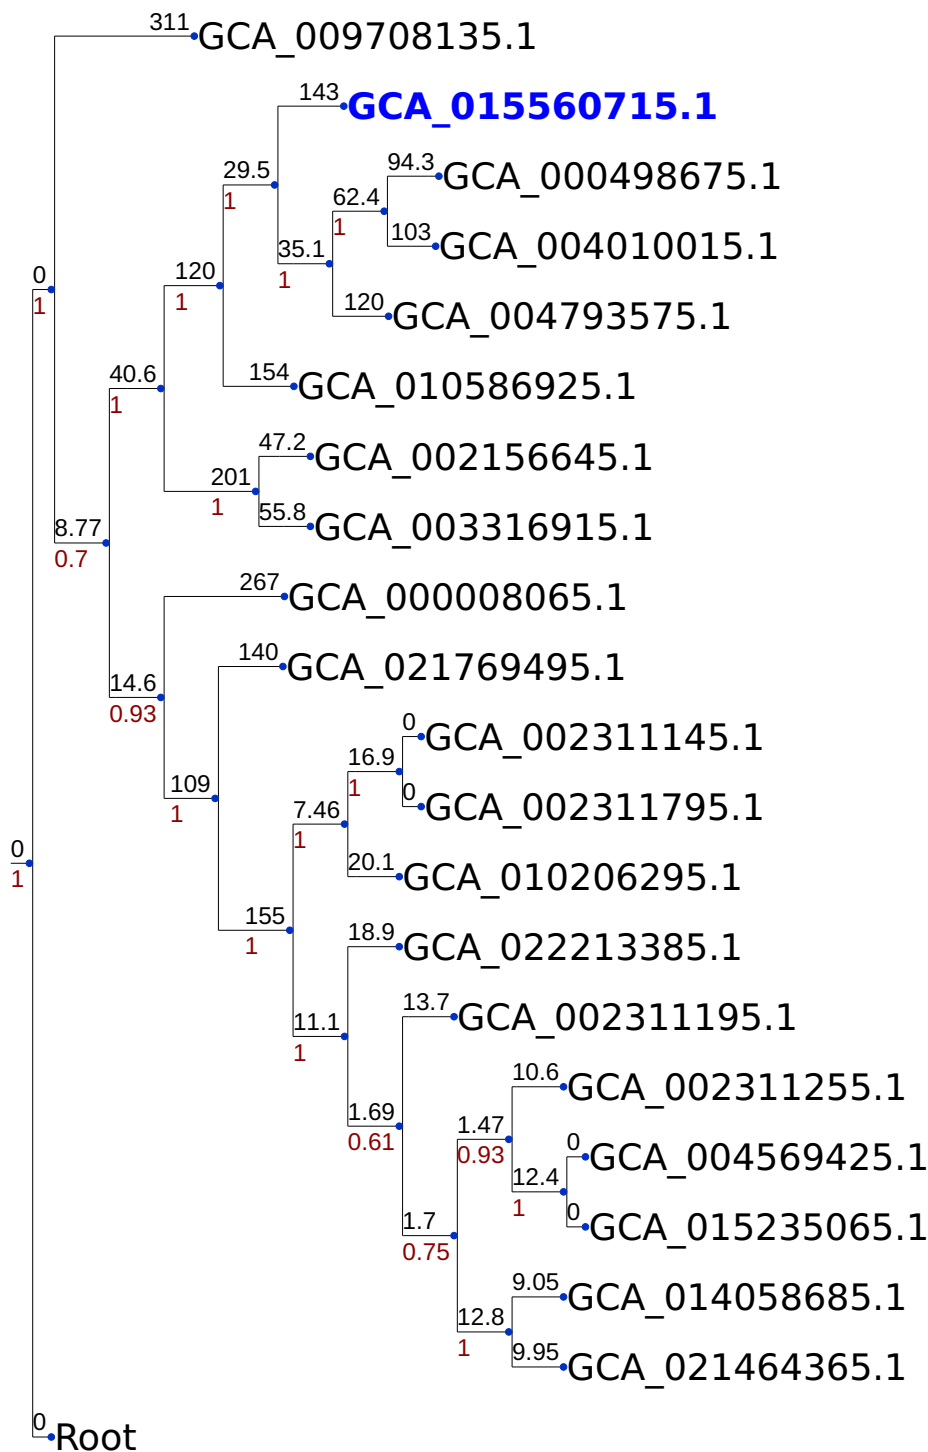 311 GCA_009708135.1
143 GCA_015560715.1
94.3 GCA_000498675.1
29.5
1
62.4
1
103 GCA_004010015.1
35.1
1
0
1
120
1
120 GCA_004793575.1
40.6
1
154 GCA_010586925.1
47.2 GCA_002156645.1
201
1
55.8 GCA_003316915.1
8.77
0.7
267 GCA_000008065.1
140 GCA_021769495.1
14.6
0.93
0 GCA_002311145.1
16.9
1
109
1
0 GCA_002311795.1
7.46
1
0
1
20.1 GCA_010206295.1
155
1
18.9 GCA_022213385.1
11.1
1
13.7 GCA_002311195.1
10.6 GCA_002311255.1
1.69
0.61
1.47
0.93
0 GCA_004569425.1
12.4
1
0 GCA_015235065.1
1.7
0.75
9.05 GCA_014058685.1
12.8
1
9.95 GCA_021464365.1
0 Root